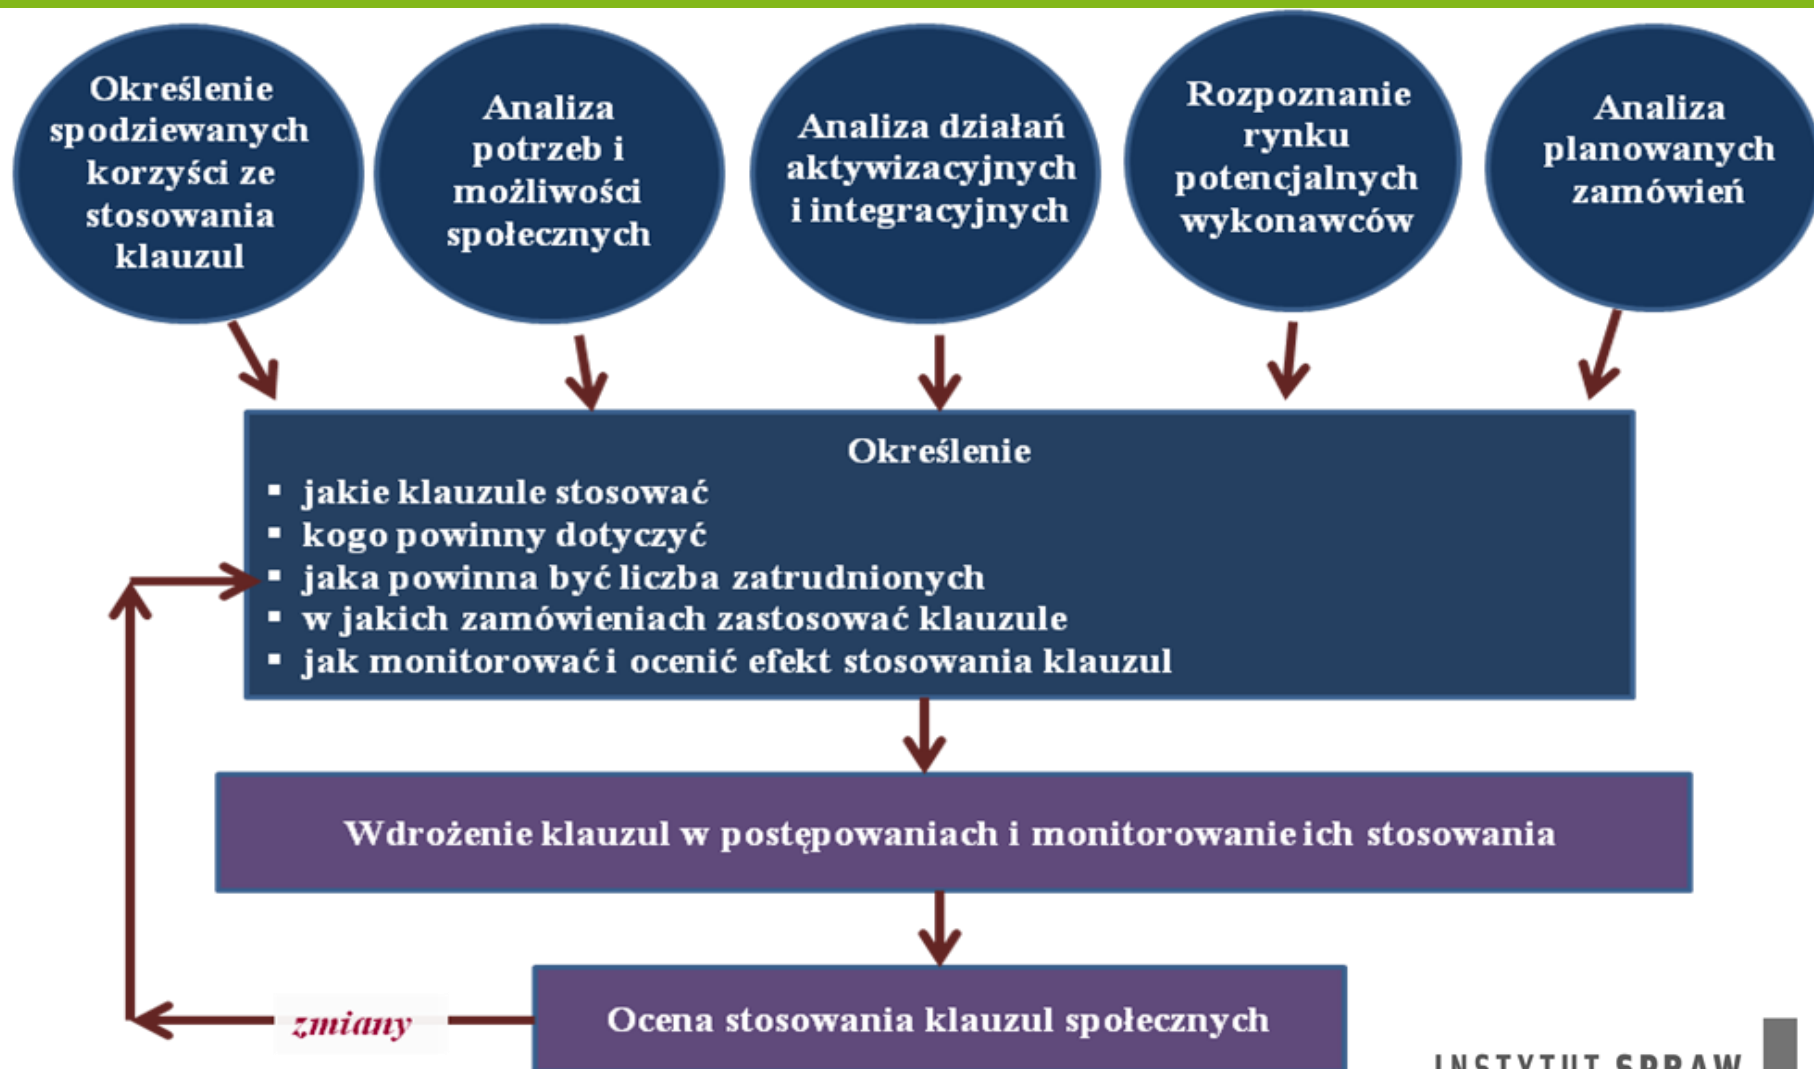 Określenie
spodziewanych
korzyści ze
stosowania
klauzul
Analiza
potrzeb i
możliwości
społecznych
Analiza działań
aktywizacyjnych
i integracyjnych
Rozpoznanie
rynku
potencjalnych
wykonawców
Analiza
planowanych
zamówień
Określenie
▪ jakie klauzule stosować
▪ kogo powinny dotyczyć
▪ jaka powinna być liczba zatrudnionych
▪ w jakich zamówieniach zastosować klauzule
▪ jak monitorować i ocenić efekt stosowania klauzul
Wdrożenie klauzul w postępowaniach i monitorowanie ich stosowania
zmiany
Ocena stosowania klauzul społecznych
INSTYTUT SPRAW